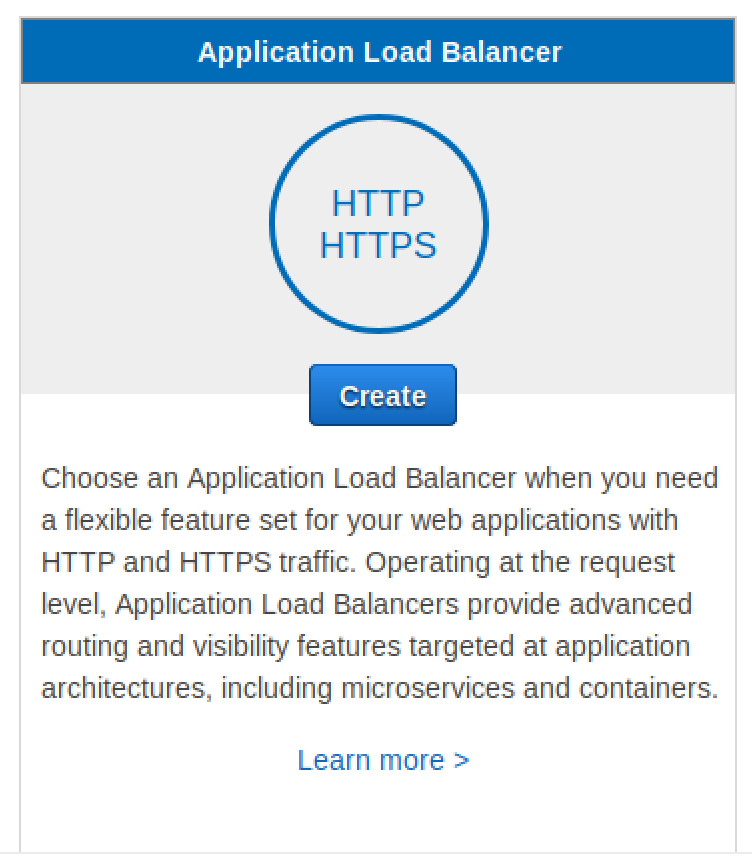 Application Load Balancer
HTTP
HTTPS
Create
Choose an Application Load Balancer when you need
a flexible feature set for your web applications with
HTTP and HTTPS traffic. Operating at the request
level, Application Load Balancers provide advanced
routing and visibility features targeted at application
architectures, including microservices and containers.
Learn more >